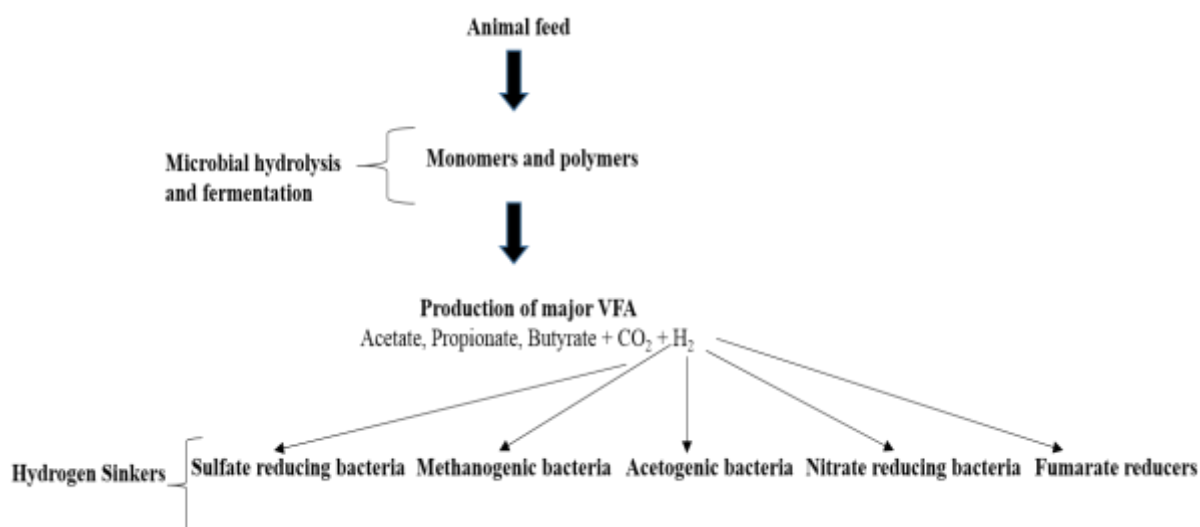 Animal feed
Microbial hydrolysis
and fermentation
Monomers and polymers
Production of major VFA
Acetate, Propionate, Butyrate + CO₂ + H₂
Hydrogen Sinkers
Sulfate reducing bacteria
Methanogenic bacteria
Acetogenic bacteria
Nitrate reducing bacteria
Fumarate reducers